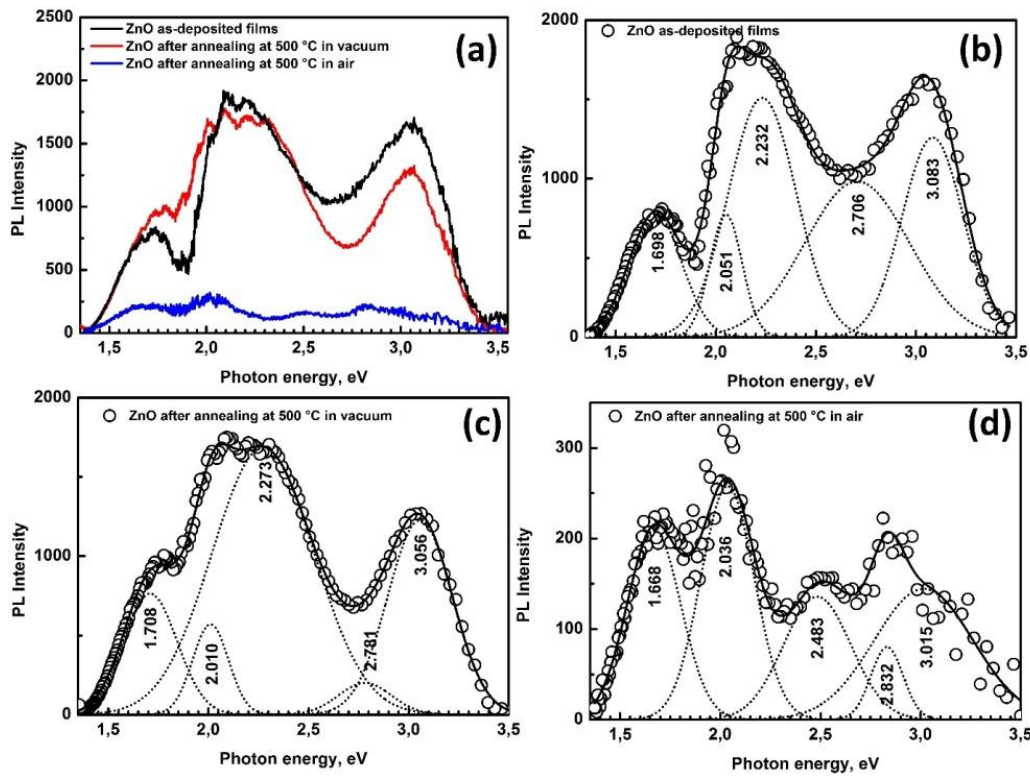 2500
2000
1500
1000
500
0
PL Intensity
ZnO as-deposited films
ZnO after annealing at 500 °C in vacuum
ZnO after annealing at 500 °C in air
(a)
1,5
2,0
2,5
3,0
3,5
Photon energy, eV
2000
1000
0
PL Intensity
ZnO as-deposited films
(b)
1.698
2.051
2.232
2.706
3.083
1,5
2,0
2,5
3,0
3,5
Photon energy, eV
2000
1000
0
PL Intensity
ZnO after annealing at 500 °C in vacuum
(c)
1.708
2.010
2.273
2.781
3.056
1,5
2,0
2,5
3,0
3,5
Photon energy, eV
300
200
100
0
PL Intensity
ZnO after annealing at 500 °C in air
(d)
1.668
2.036
2.483
2.832
3.015
1,5
2,0
2,5
3,0
3,5
Photon energy, eV